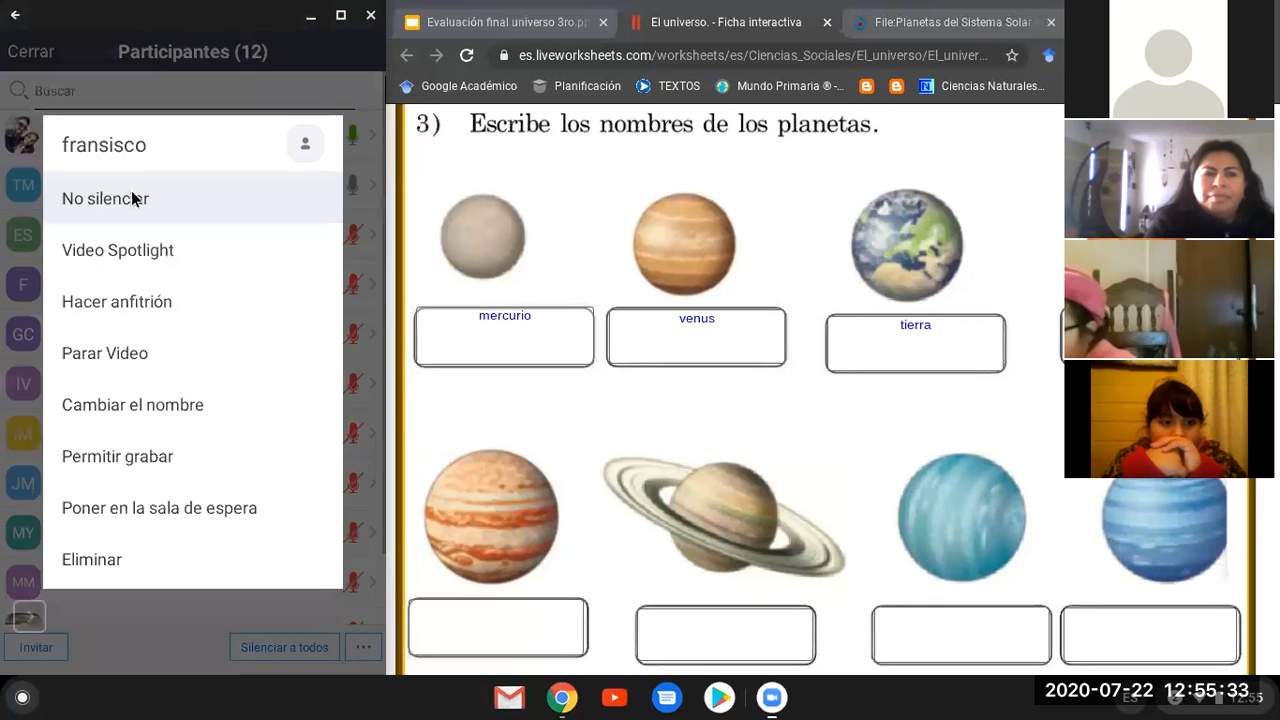 Cerrar
Participantes (12)
Buscar
fransisco
No silenciar
Video Spotlight
Hacer anfitrión
Parar Video
Cambiar el nombre
Permitir grabar
Poner en la sala de espera
Eliminar
TM
ES
F
GC
IV
JM
JM
MY
MM
Invitar
Silenciar a todos
Evaluación final universo 3ro.p
El universo. - Ficha interactiva
File:Planetas del Sistema Solar
es.liveworksheets.com/worksheets/es/Ciencias_Sociales/El_universo/El_univer...
Google Académico
Planificación
TEXTOS
Mundo Primaria ® -...
Ciencias Naturales...
3) Escribe los nombres de los planetas.
mercurio
venus
tierra
2020-07-22 12:55:33
ES
12:55